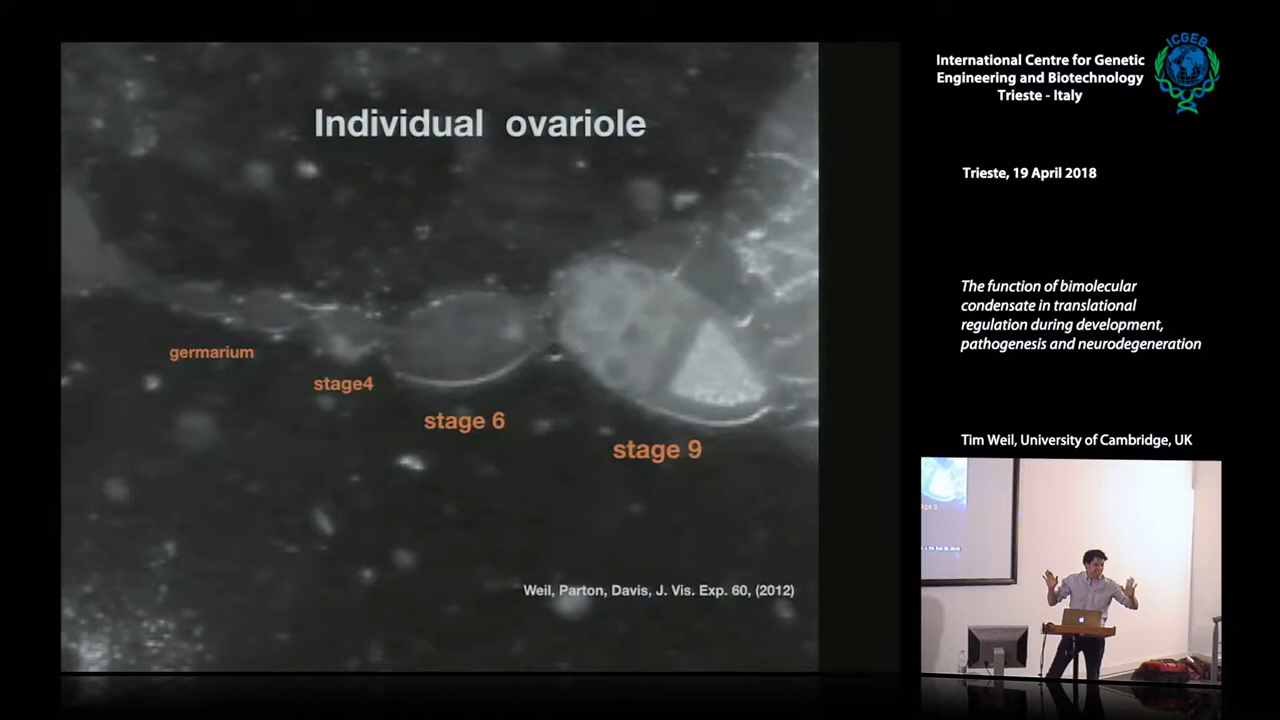 Individual ovariole
germarium
stage4
stage 6
stage 9
Weil, Parton, Davis, J. Vis. Exp. 60, (2012)
International Centre for Genetic
Engineering and Biotechnology
Trieste - Italy
ICGEB
Trieste, 19 April 2018
The function of bimolecular
condensate in translational
regulation during development,
pathogenesis and neurodegeneration
Tim Weil, University of Cambridge, UK